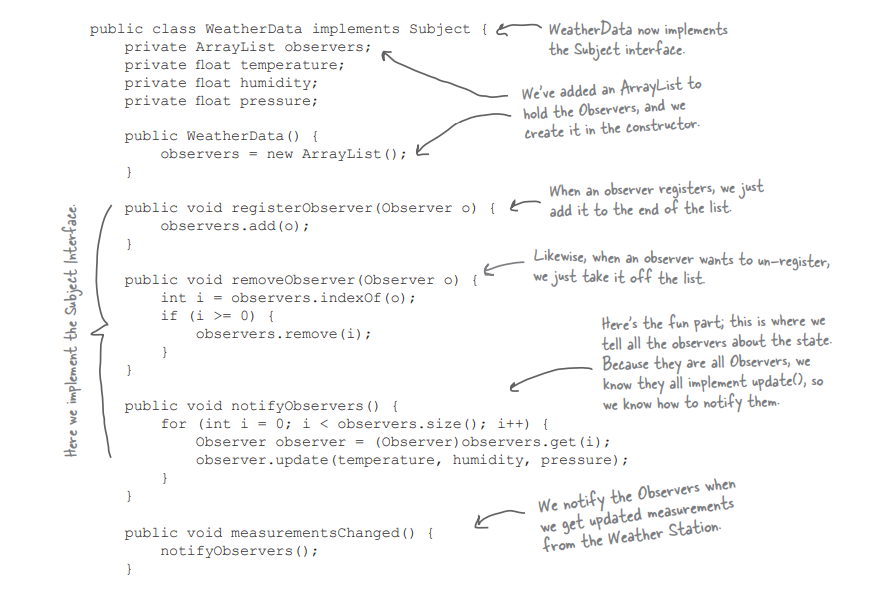 public class WeatherData implements Subject {
WeatherData now implements
the Subject interface.
private ArrayList observers;
private float temperature;
private float humidity;
private float pressure;
We've added an ArrayList to
hold the Observers, and we
create it in the constructor.
public WeatherData() {
observers = new ArrayList();
}
Here we implement the Subject Interface.
public void registerObserver(Observer o) {
observers.add(o);
}
When an observer registers, we just
add it to the end of the list.
public void removeObserver(Observer o) {
int i = observers.indexOf(o);
if (i >= 0) {
observers.remove(i);
}
}
Likewise, when an observer wants to un-register,
we just take it off the list.
Here's the fun part; this is where we
tell all the observers about the state.
Because they are all Observers, we
know they all implement update(), so
we know how to notify them.
public void notifyObservers() {
for (int i = 0; i < observers.size(); i++) {
Observer observer = (Observer)observers.get(i);
observer.update(temperature, humidity, pressure);
}
}
We notify the Observers when
we get updated measurements
from the Weather Station.
public void measurementsChanged() {
notifyObservers();
}